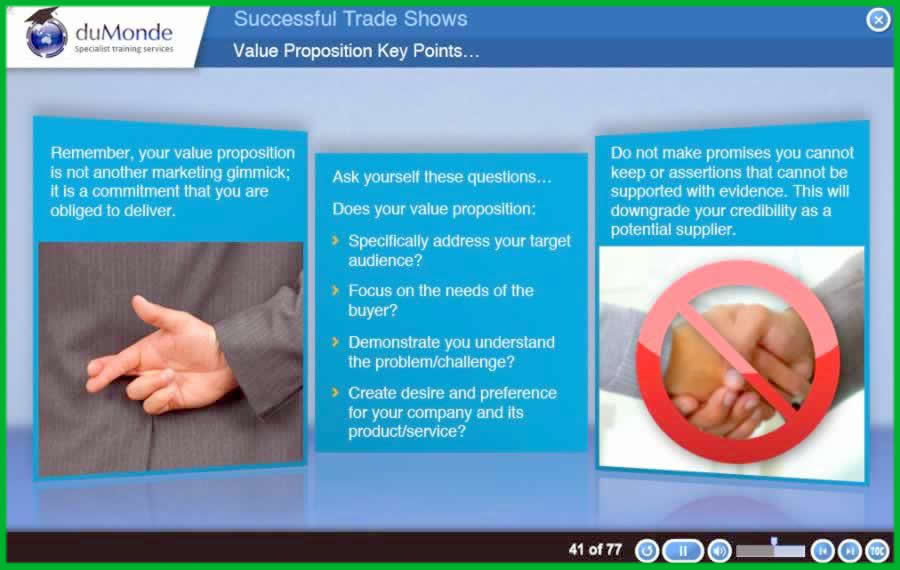 duMonde
Specialist training services
Successful Trade Shows
Value Proposition Key Points...
Remember, your value proposition
is not another marketing gimmick;
it is a commitment that you are
obliged to deliver.
Ask yourself these questions...
Does your value proposition:
Specifically address your target
audience?
Focus on the needs of the
buyer?
Demonstrate you understand
the problem/challenge?
Create desire and preference
for your company and its
product/service?
Do not make promises you cannot
keep or assertions that cannot be
supported with evidence. This will
downgrade your credibility as a
potential supplier.
41 of 77
TOC